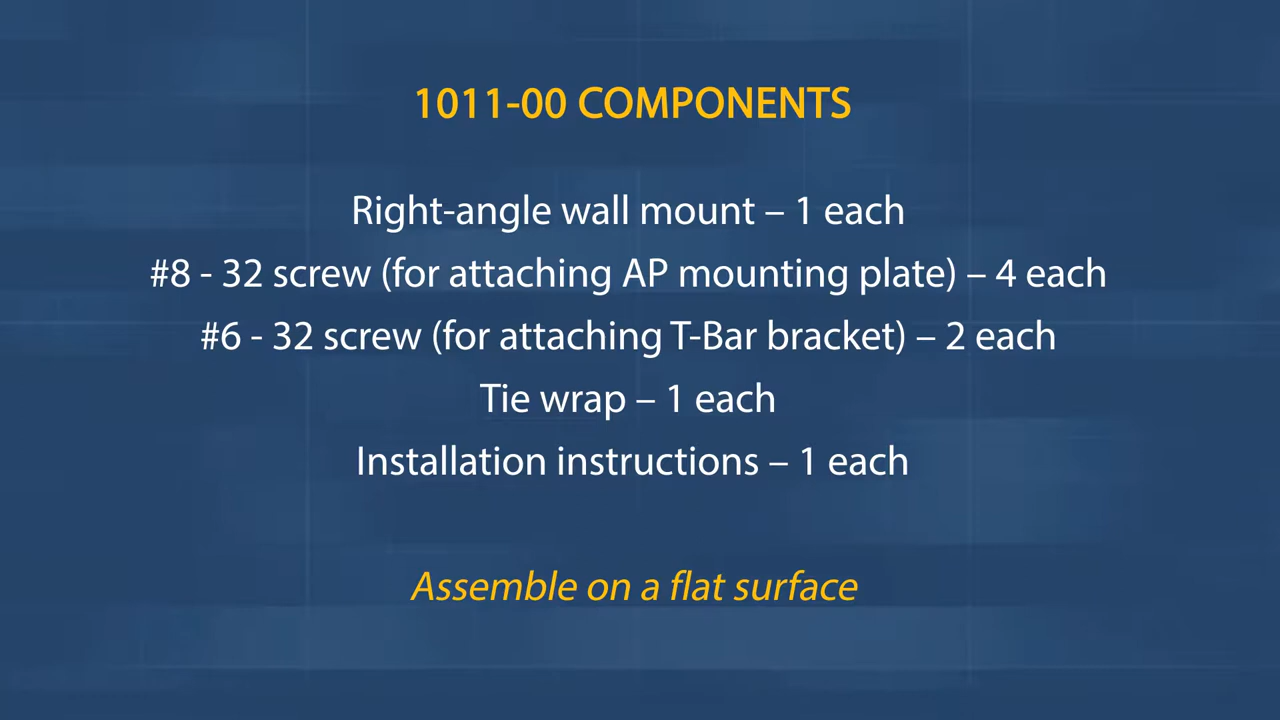 1011-00 COMPONENTS
Right-angle wall mount – 1 each
#8 - 32 screw (for attaching AP mounting plate) – 4 each
#6 - 32 screw (for attaching T-Bar bracket) – 2 each
Tie wrap – 1 each
Installation instructions – 1 each
Assemble on a flat surface